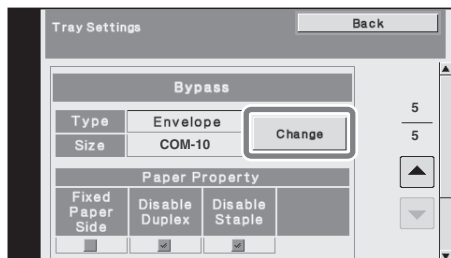 Tray Settings
Back
Bypass
Type Envelope
Size COM-10
Change
5
5
Paper Property
Fixed Paper Side
Disable Duplex
Disable Staple